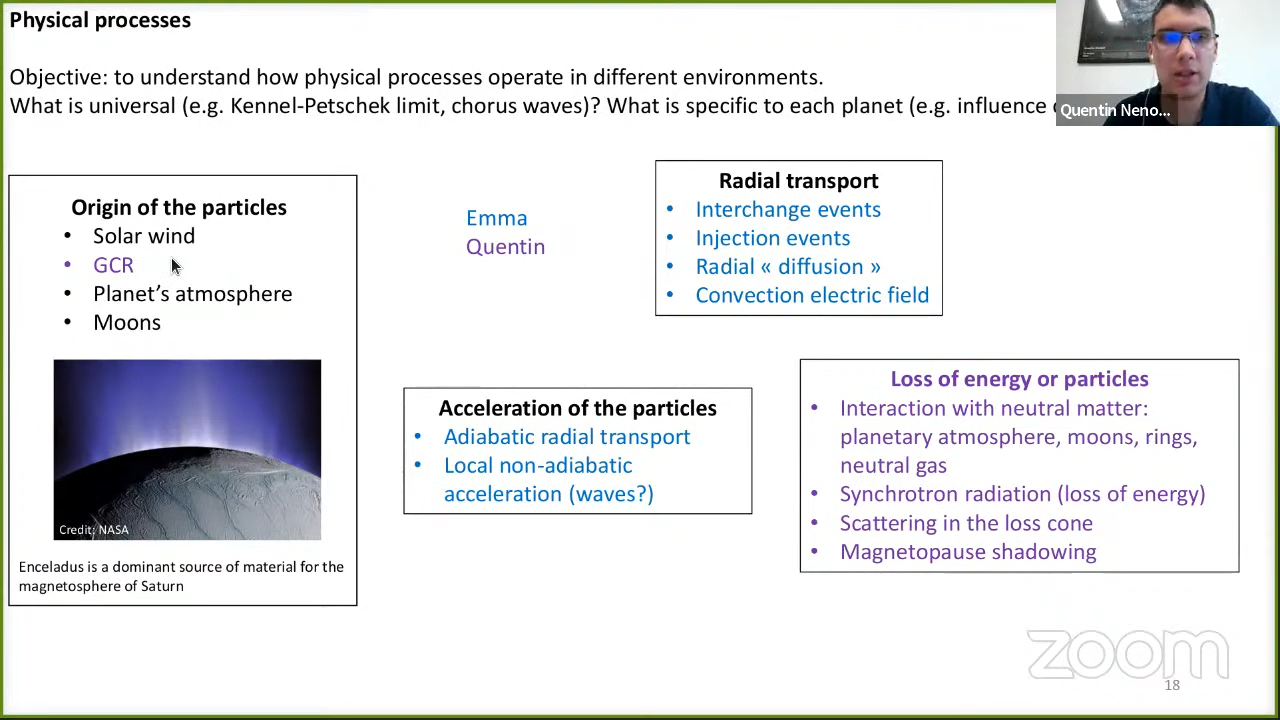 Physical processes
Objective: to understand how physical processes operate in different environments.
What is universal (e.g. Kennel-Petschek limit, chorus waves)? What is specific to each planet (e.g. influence
Quentin Neno...
Origin of the particles
• Solar wind
• GCR
• Planet's atmosphere
• Moons
Credit: NASA
Enceladus is a dominant source of material for the
magnetosphere of Saturn
Emma
Quentin
Radial transport
• Interchange events
• Injection events
• Radial « diffusion »
• Convection electric field
Acceleration of the particles
• Adiabatic radial transport
• Local non-adiabatic
acceleration (waves?)
Loss of energy or particles
• Interaction with neutral matter:
planetary atmosphere, moons, rings,
neutral gas
• Synchrotron radiation (loss of energy)
• Scattering in the loss cone
• Magnetopause shadowing
zoom
18